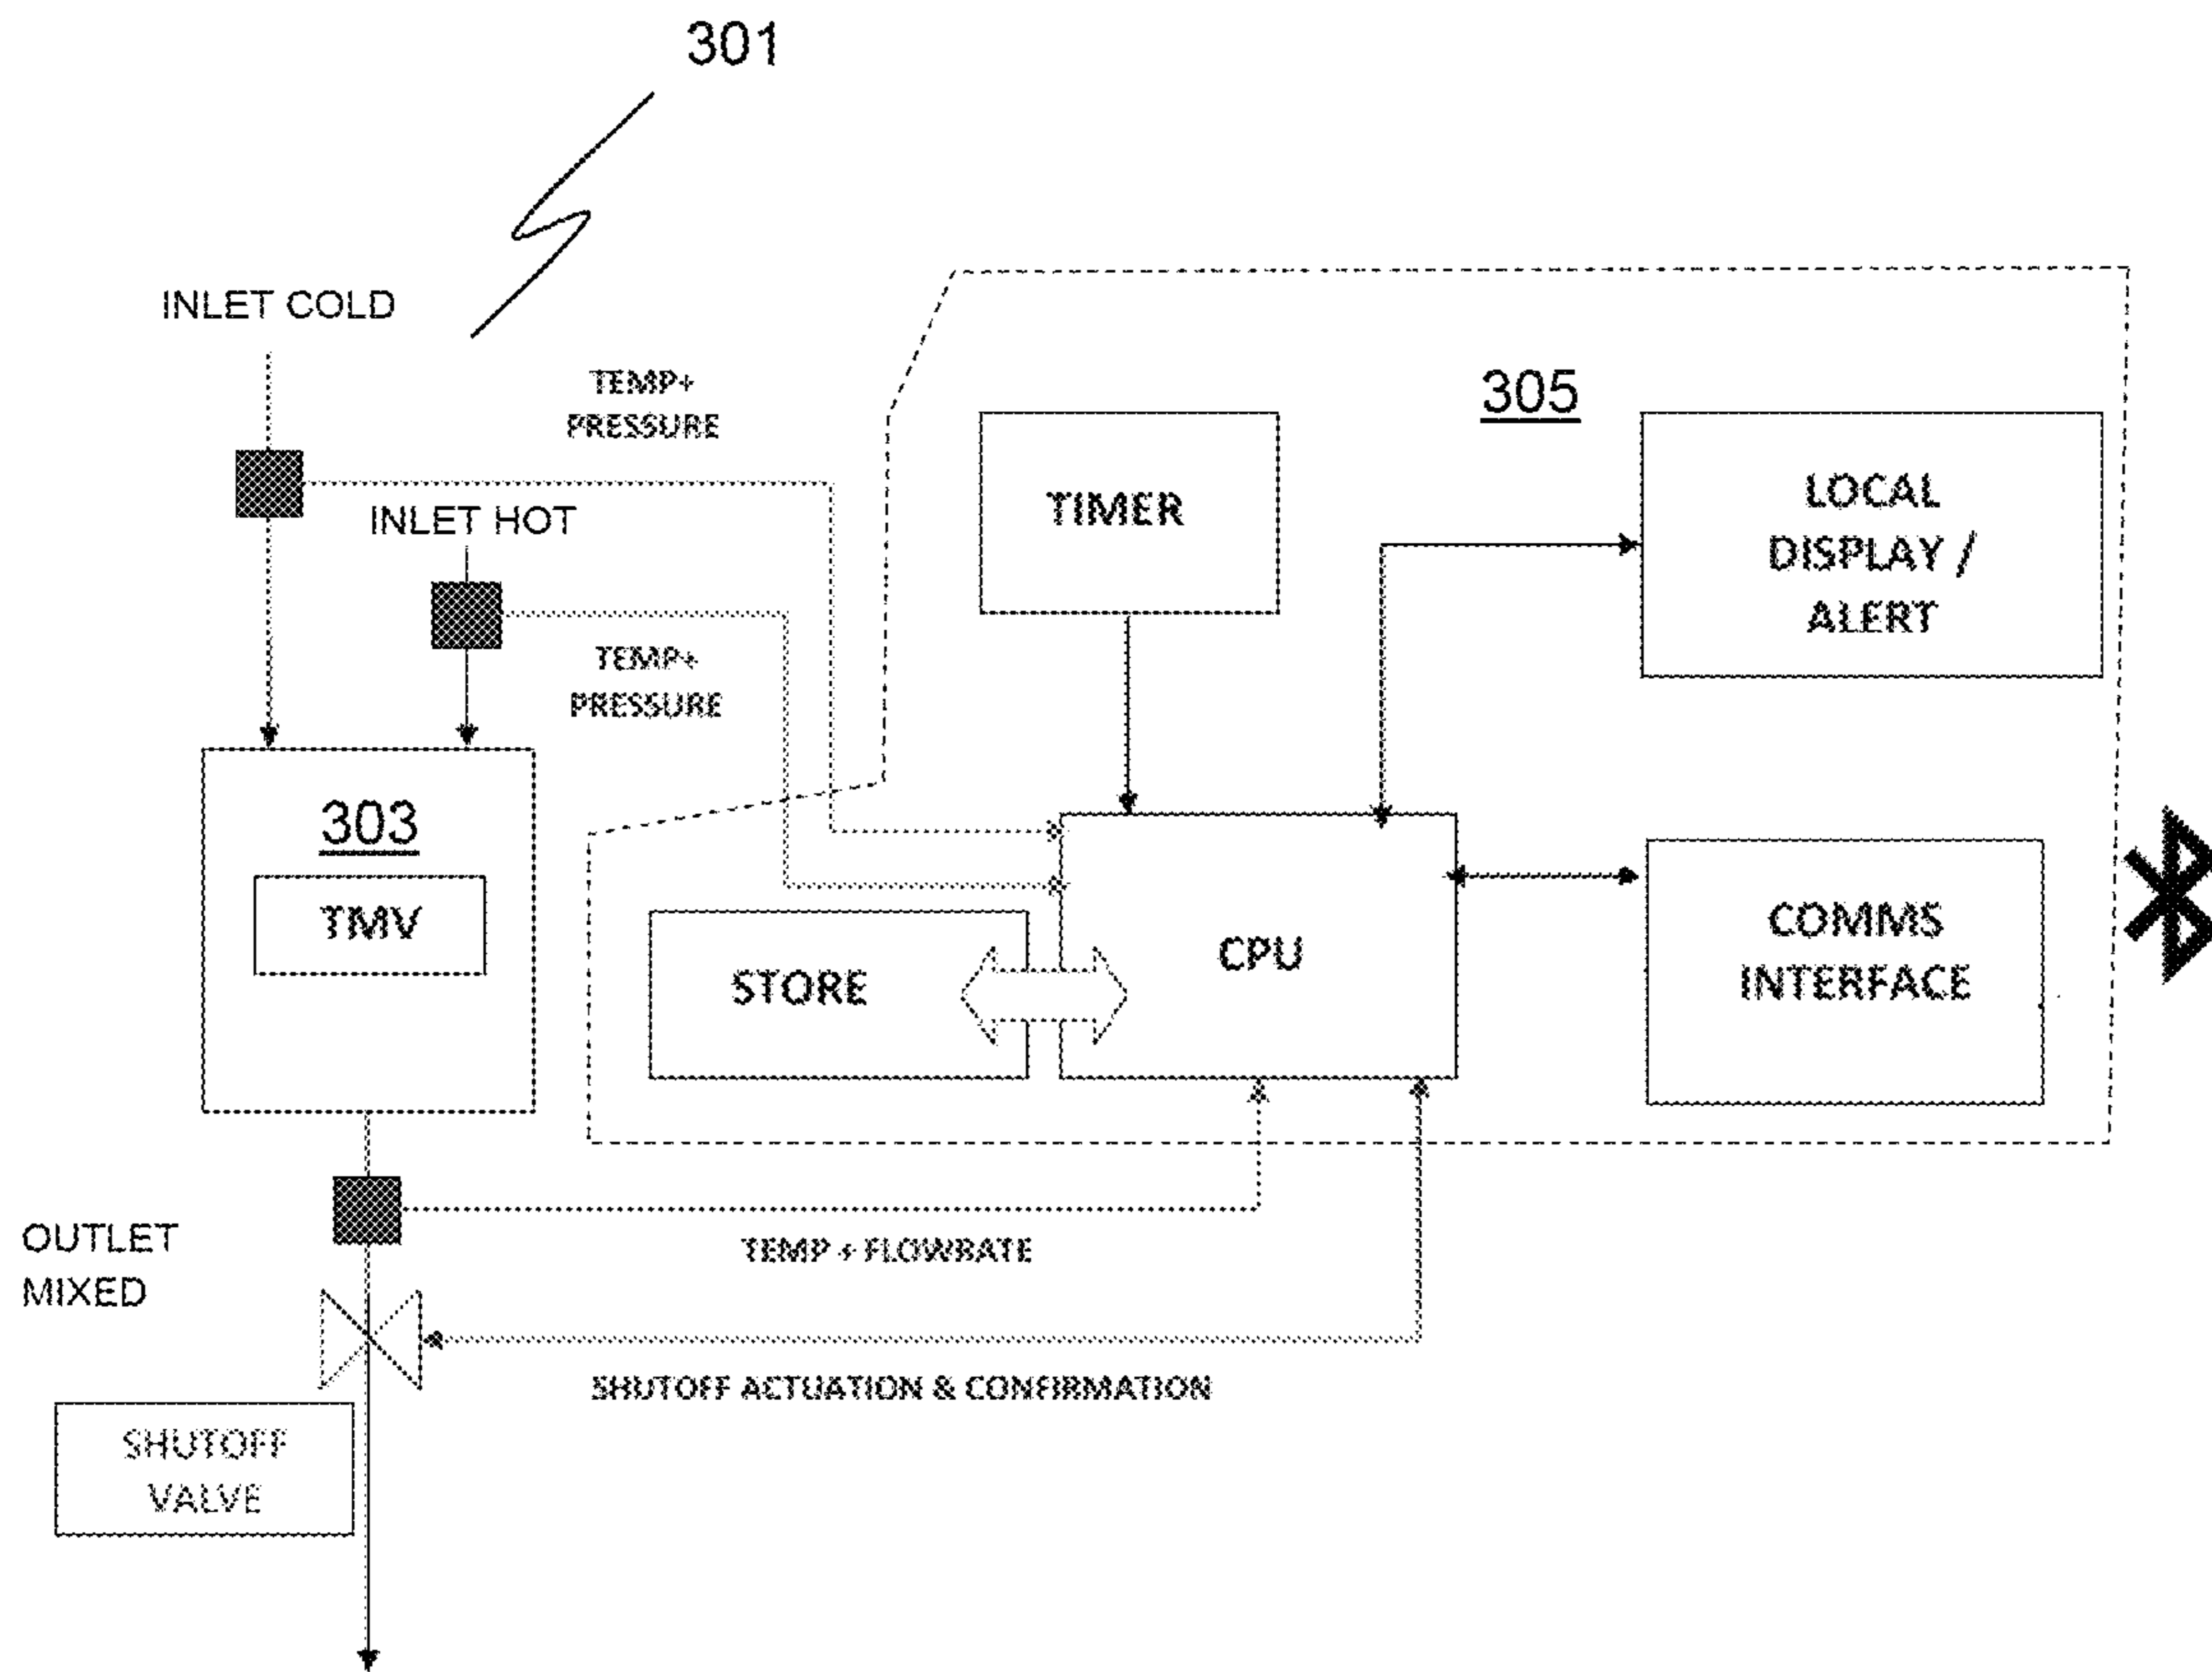 301
INLET COLD
TEMP+
PRESSURE
305
INLET HOT
TIMER
LOCAL
DISPLAY /
ALERT
TEMP+
PRESSURE
303
TMV
STORE
CPU
COMMS
INTERFACE
OUTLET
MIXED
TEMP + FLOWRATE
SHUTOFF ACTUATION & CONFIRMATION
SHUTOFF
VALVE